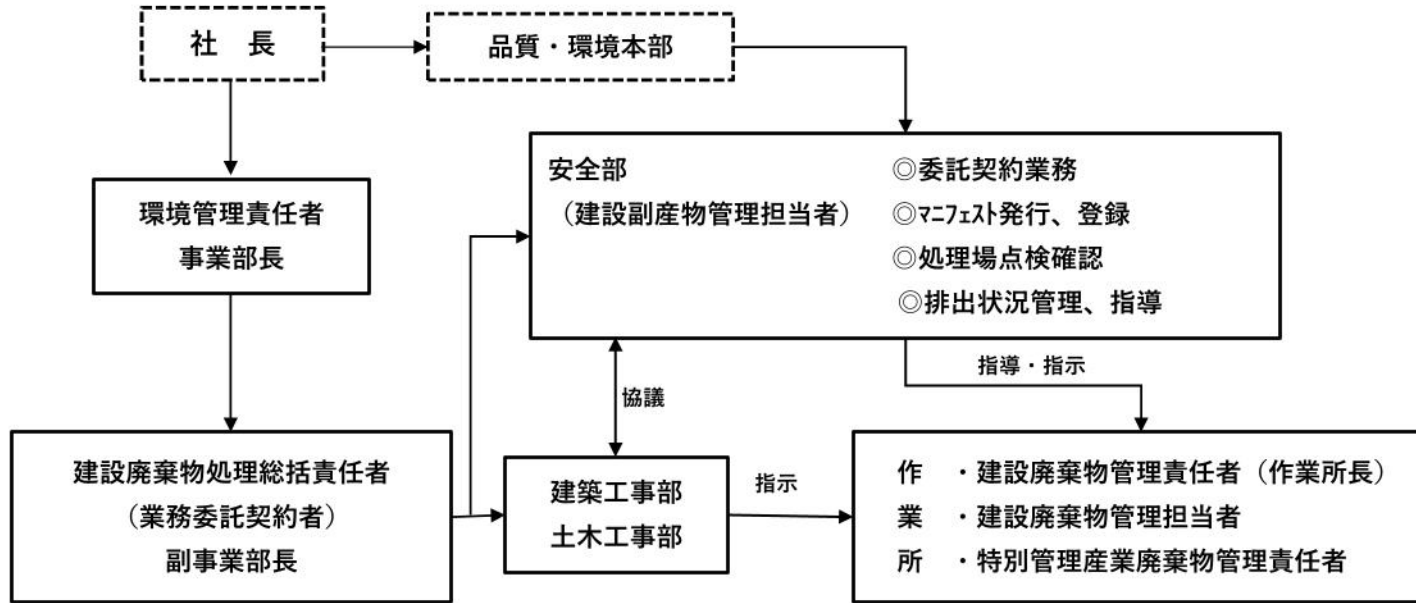 社　長
品質・環境本部
環境管理責任者
事業部長
安全部
（建設副産物管理担当者）
◎委託契約業務
◎ﾏﾆﾌｪｽﾄ発行、登録
◎処理場点検確認
◎排出状況管理、指導
指導・指示
協議
建設廃棄物処理総括責任者
（業務委託契約者）
副事業部長
建築工事部
土木工事部
指示
作　・建設廃棄物管理責任者（作業所長）
業　・建設廃棄物管理担当者
所　・特別管理産業廃棄物管理責任者